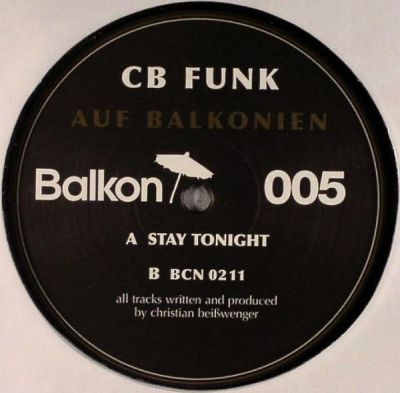 CB FUNK
AUF BALKONIEN
Balkon 005
A STAY TONIGHT
B BCN 0211
all tracks written and produced
by christian beißwenger